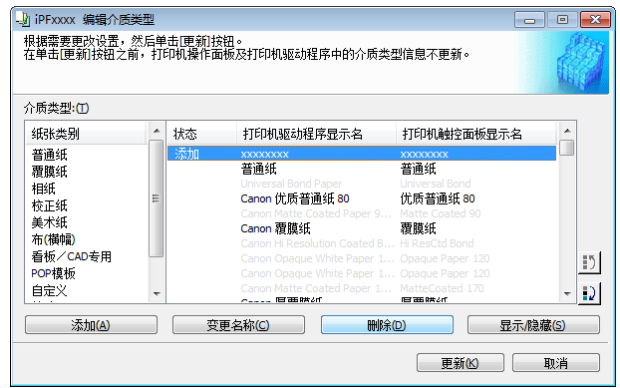 iPFxxxx 编辑介质类型
根据需要更改设置，然后单击[更新]按钮。
在单击[更新]按钮之前，打印机操作面板及打印机驱动程序中的介质类型信息不更新。
介质类型:(T)
纸张类别
普通纸
覆膜纸
相纸
校正纸
美术纸
布(横幅)
看板／CAD专用
POP模板
自定义
状态 打印机驱动程序显示名 打印机触控面板显示名
添加 xxxxxxxx xxxxxxxx
普通纸 普通纸
Universal Bond Paper Universal Bond
Canon 优质普通纸 80 优质普通纸 80
Canon Matte Coated Paper 9... Matte Coated 90
Canon 覆膜纸 覆膜纸
Canon Hi Resolution Coated B... Hi ResCtd Bond
Canon Opaque White Paper 1... Opaque Paper 120
Canon Opaque White Paper 1... Opaque Paper 120
Canon Matte Coated Paper 1... MatteCoated 170
Canon 厚覆膜纸 厚覆膜纸
添加(A) 变更名称(C) 删除(D) 显示/隐藏(S)
更新(K) 取消